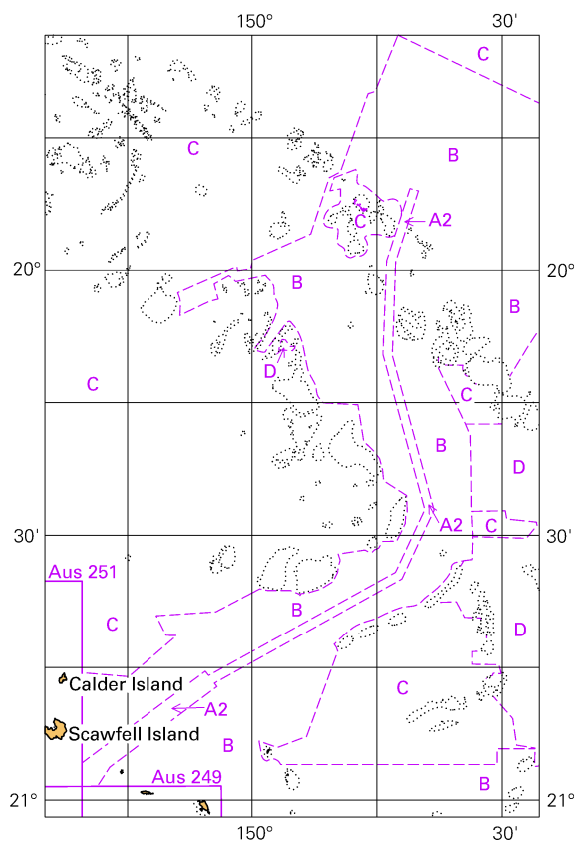 150° 30'
C
C
B
C
A2
20° 20°
B
B
D
C
C
B
D
A2
C
30' 30'
Aus 251
B
C
D
Calder Island
C
A2
Scawfell Island
B
Aus 249
B
21° 21°
150° 30'